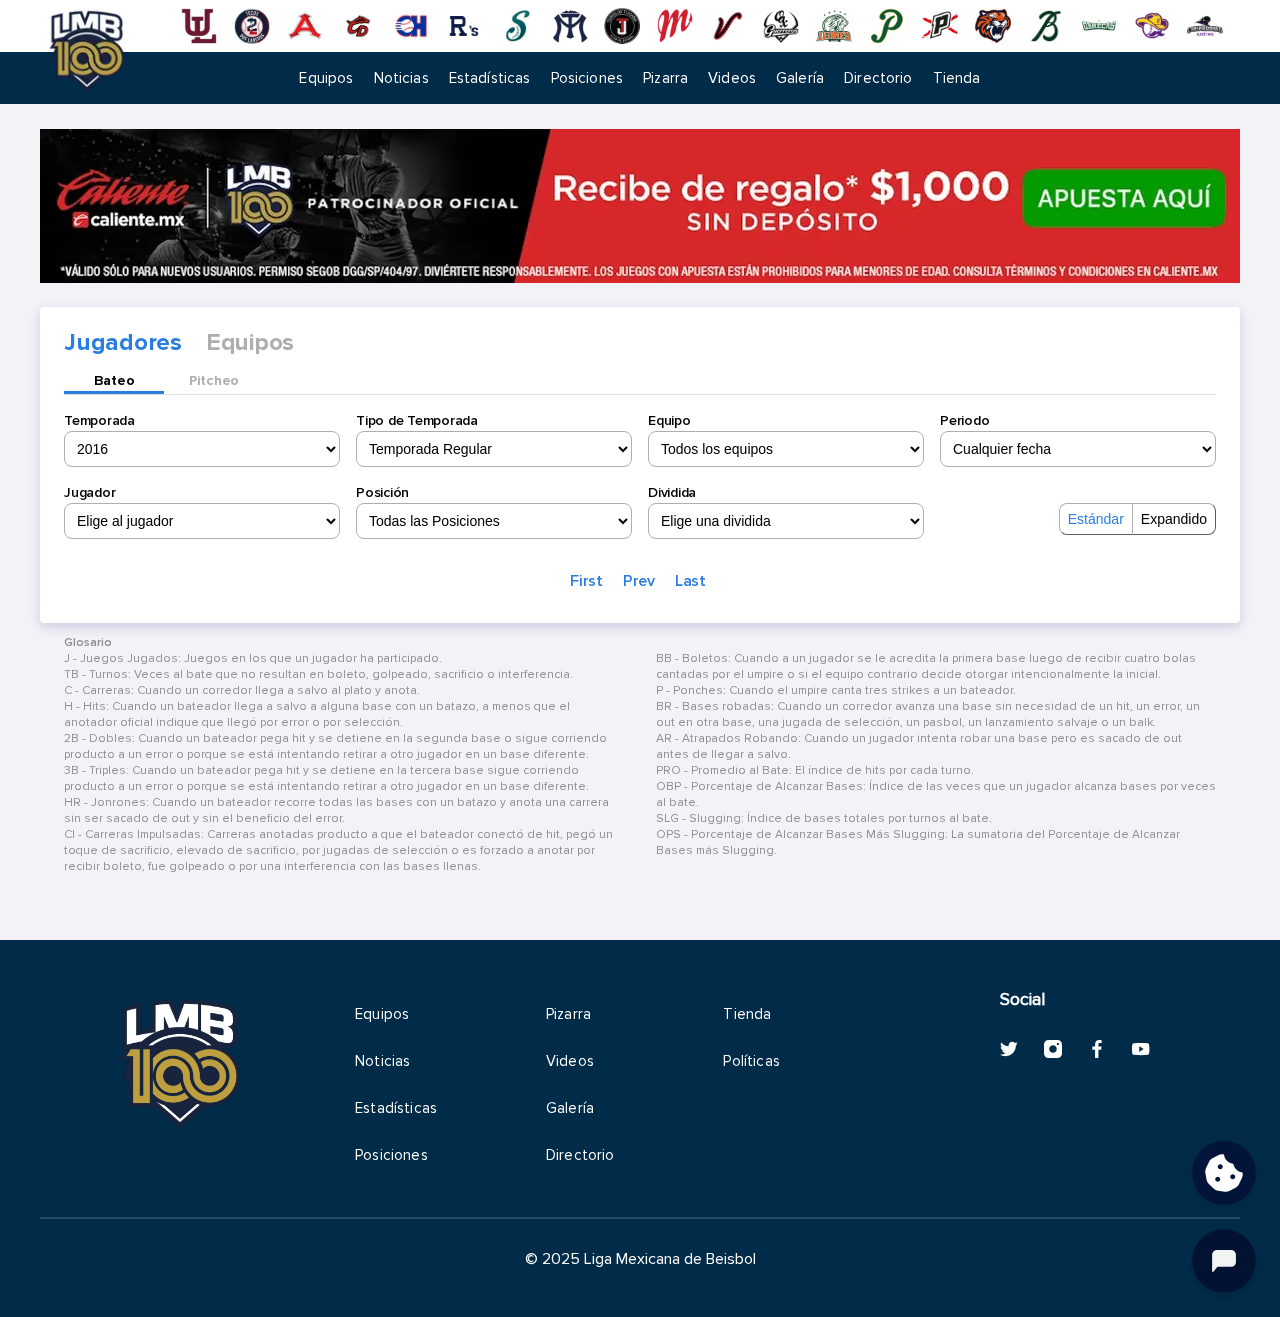 LMB
100
Equipos Noticias Estadísticas Posiciones Pizarra Videos Galería Directorio Tienda
Caliente
caliente.mx
LMB
100
PATROCINADOR OFICIAL
Recibe de regalo* $1,000
SIN DEPÓSITO
APUESTA AQUÍ
*VÁLIDO SÓLO PARA NUEVOS USUARIOS. PERMISO SEGOB DGG/SP/404/97. DIVIÉRTETE RESPONSABLEMENTE. LOS JUEGOS CON APUESTA ESTÁN PROHIBIDOS PARA MENORES DE EDAD. CONSULTA TÉRMINOS Y CONDICIONES EN CALIENTE.MX
Jugadores Equipos
Bateo Pitcheo
Temporada Tipo de Temporada Equipo Periodo
2016 Temporada Regular Todos los equipos Cualquier fecha
Jugador Posición Dividida
Elige al jugador Todas las Posiciones Elige una dividida Estándar Expandido
First Prev Last
Glosario
J - Juegos Jugados: Juegos en los que un jugador ha participado.
TB - Turnos: Veces al bate que no resultan en boleto, golpeado, sacrificio o interferencia.
C - Carreras: Cuando un corredor llega a salvo al plato y anota.
H - Hits: Cuando un bateador llega a salvo a alguna base con un batazo, a menos que el
anotador oficial indique que llegó por error o por selección.
2B - Dobles: Cuando un bateador pega hit y se detiene en la segunda base o sigue corriendo
producto a un error o porque se está intentando retirar a otro jugador en un base diferente.
3B - Triples: Cuando un bateador pega hit y se detiene en la tercera base sigue corriendo
producto a un error o porque se está intentando retirar a otro jugador en un base diferente.
HR - Jonrones: Cuando un bateador recorre todas las bases con un batazo y anota una carrera
sin ser sacado de out y sin el beneficio del error.
CI - Carreras Impulsadas: Carreras anotadas producto a que el bateador conectó de hit, pegó un
toque de sacrificio, elevado de sacrificio, por jugadas de selección o es forzado a anotar por
recibir boleto, fue golpeado o por una interferencia con las bases llenas.
BB - Boletos: Cuando a un jugador se le acredita la primera base luego de recibir cuatro bolas
cantadas por el umpire o si el equipo contrario decide otorgar intencionalmente la inicial.
P - Ponches: Cuando el umpire canta tres strikes a un bateador.
BR - Bases robadas: Cuando un corredor avanza una base sin necesidad de un hit, un error, un
out en otra base, una jugada de selección, un pasbol, un lanzamiento salvaje o un balk.
AR - Atrapados Robando: Cuando un jugador intenta robar una base pero es sacado de out
antes de llegar a salvo.
PRO - Promedio al Bate: El índice de hits por cada turno.
OBP - Porcentaje de Alcanzar Bases: Índice de las veces que un jugador alcanza bases por veces
al bate.
SLG - Slugging: Índice de bases totales por turnos al bate.
OPS - Porcentaje de Alcanzar Bases Más Slugging: La sumatoria del Porcentaje de Alcanzar
Bases más Slugging.
LMB
100
Equipos
Noticias
Estadísticas
Posiciones
Pizarra
Videos
Galería
Directorio
Tienda
Políticas
Social
© 2025 Liga Mexicana de Beisbol